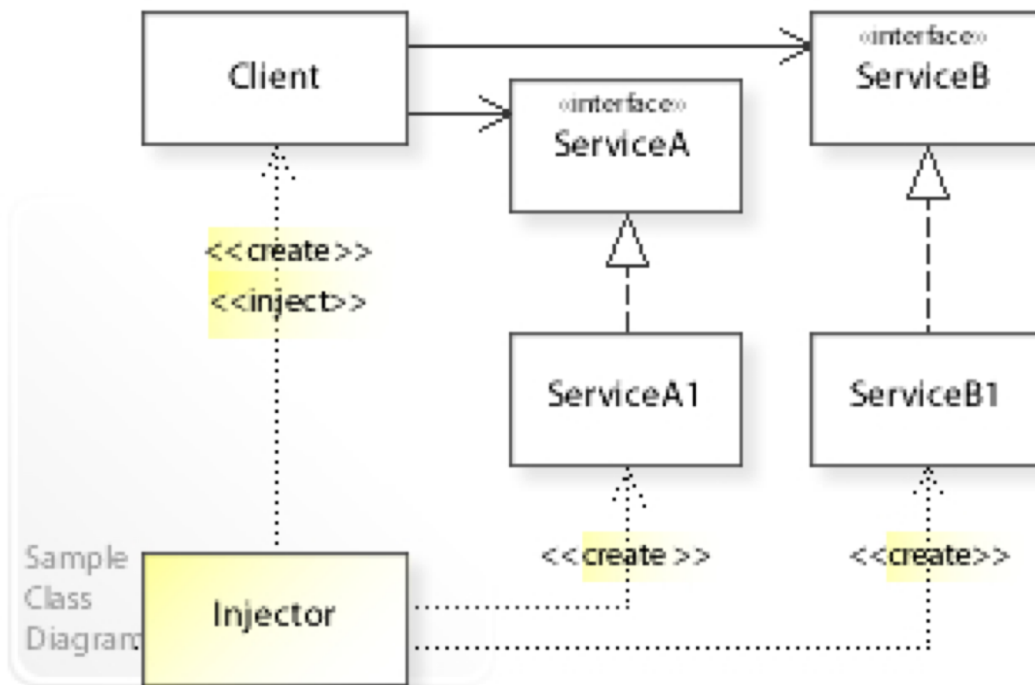 «interface»
ServiceB
Client
«interface»
ServiceA
<<create>>
<<inject>>
ServiceA1
ServiceB1
<<create >>
<<create>>
Sample
Class
Diagram
Injector